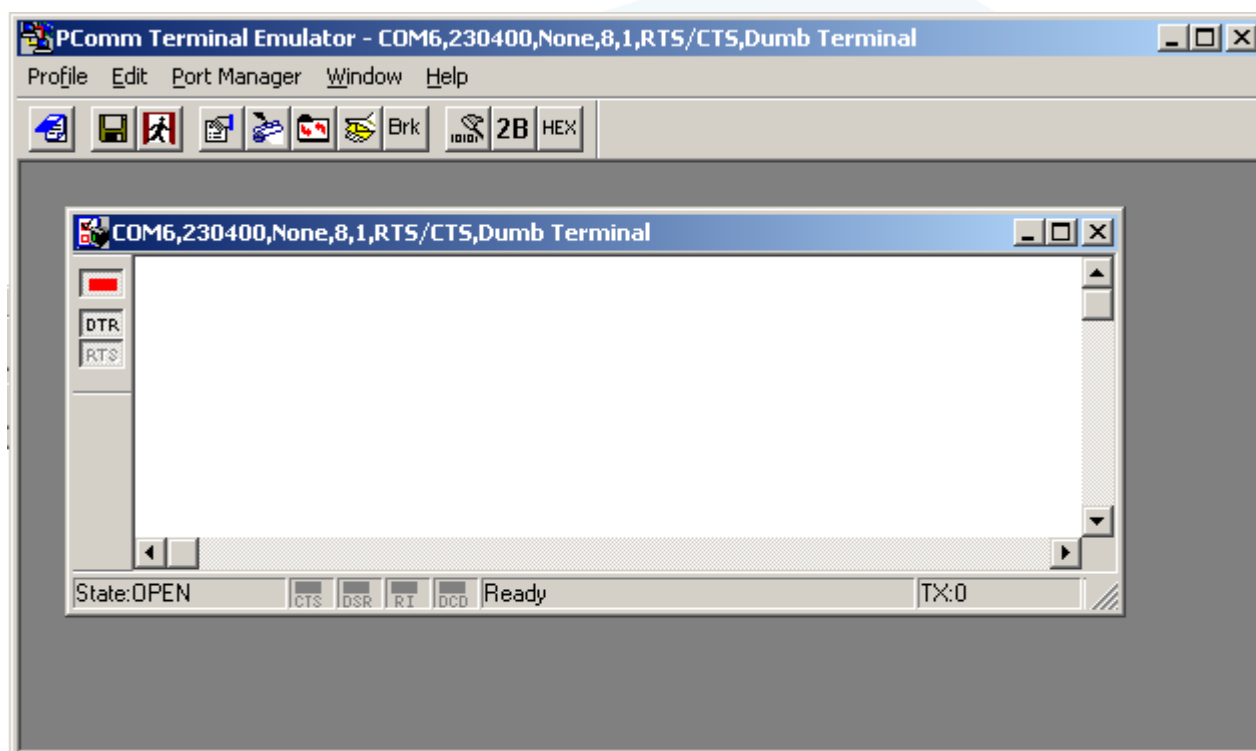 PComm Terminal Emulator - COM6,230400,None,8,1,RTS/CTS,Dumb Terminal
Profile Edit Port Manager Window Help
Brk 2B HEX
COM6,230400,None,8,1,RTS/CTS,Dumb Terminal
DTR
RTS
State:OPEN CTS DSR RI DCD Ready TX:0